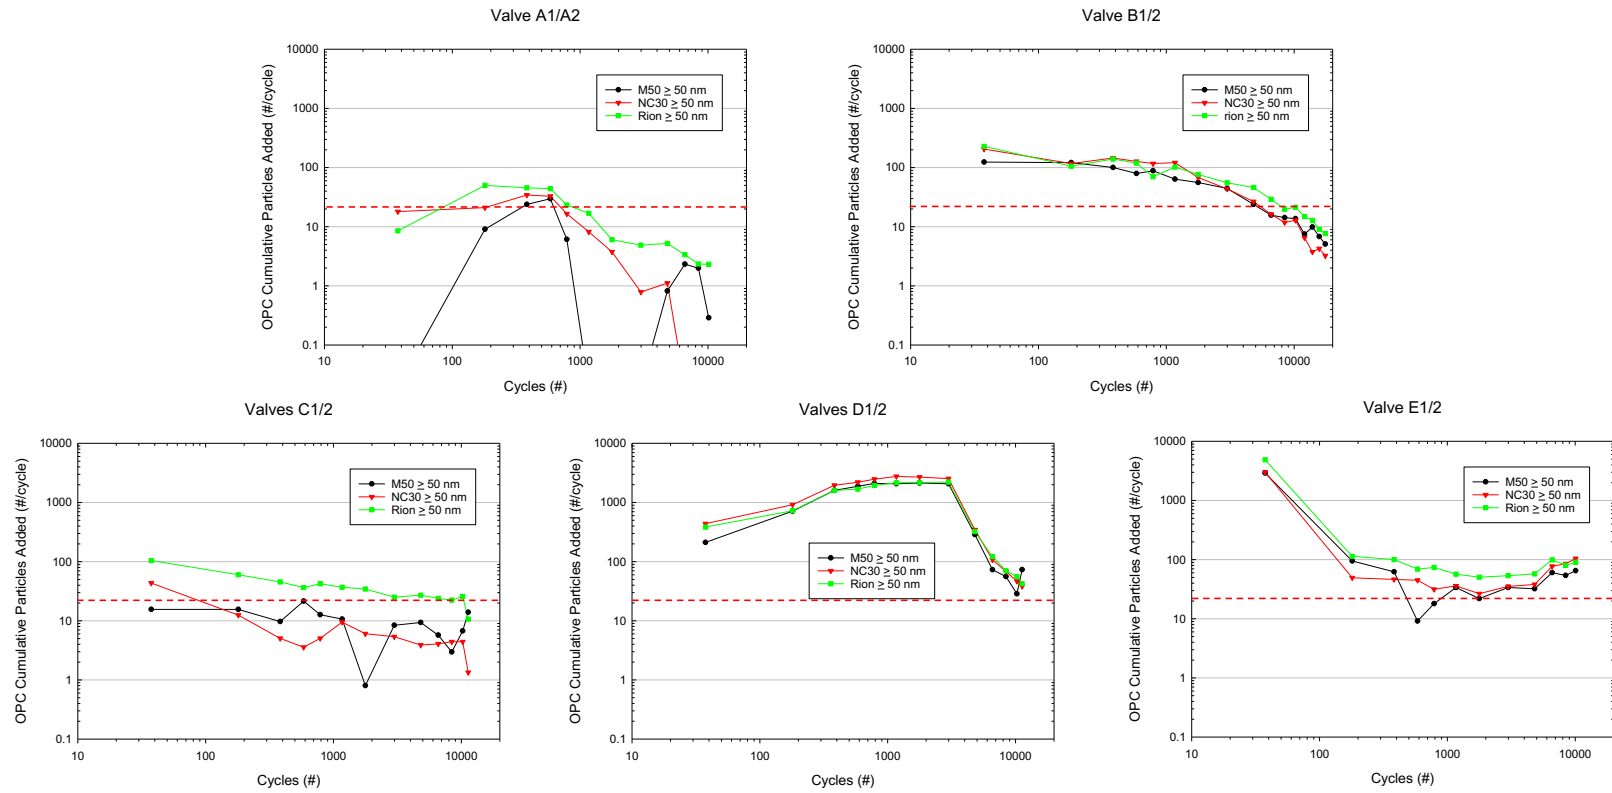 Valve A1/A2
OPC Cumulative Particles Added (#/cycle)
10000
1000
100
10
1
0.1
M50 ≥ 50 nm
NC30 ≥ 50 nm
Rion ≥ 50 nm
10 100 1000 10000
Cycles (#)
Valve B1/2
OPC Cumulative Particles Added (#/cycle)
10000
1000
100
10
1
0.1
M50 ≥ 50 nm
NC30 ≥ 50 nm
rion ≥ 50 nm
10 100 1000 10000
Cycles (#)
Valves C1/2
OPC Cumulative Particles Added (#/cycle)
10000
1000
100
10
1
0.1
M50 ≥ 50 nm
NC30 ≥ 50 nm
Rion ≥ 50 nm
10 100 1000 10000
Cycles (#)
Valves D1/2
OPC Cumulative Particles Added (#/cycle)
10000
1000
100
10
1
0.1
M50 ≥ 50 nm
NC30 ≥ 50 nm
Rion ≥ 50 nm
10 100 1000 10000
Cycles (#)
Valve E1/2
OPC Cumulative Particles Added (#/cycle)
10000
1000
100
10
1
0.1
M50 ≥ 50 nm
NC30 ≥ 50 nm
Rion ≥ 50 nm
10 100 1000 10000
Cycles (#)